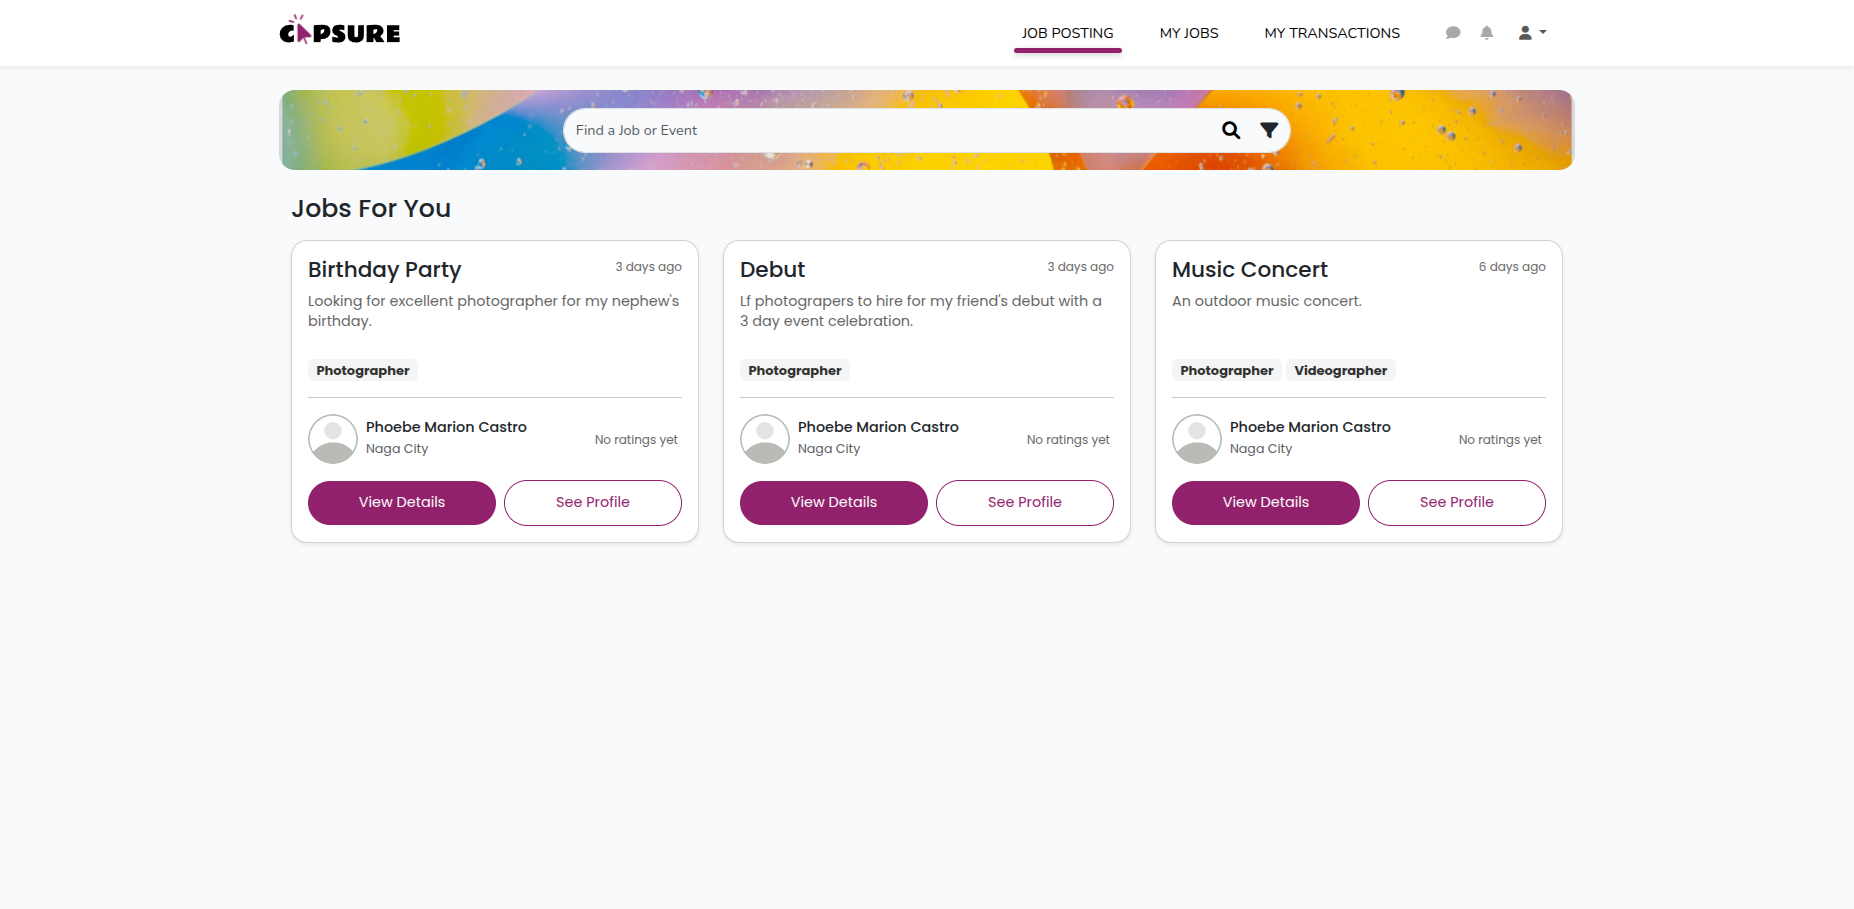 CAPSURE
JOB POSTING
MY JOBS
MY TRANSACTIONS
Find a Job or Event
Jobs For You
Birthday Party
3 days ago
Looking for excellent photographer for my nephew's
birthday.
Photographer
Phoebe Marion Castro
Naga City
No ratings yet
View Details
See Profile
Debut
3 days ago
Lf photograpers to hire for my friend's debut with a
3 day event celebration.
Photographer
Phoebe Marion Castro
Naga City
No ratings yet
View Details
See Profile
Music Concert
6 days ago
An outdoor music concert.
Photographer Videographer
Phoebe Marion Castro
Naga City
No ratings yet
View Details
See Profile